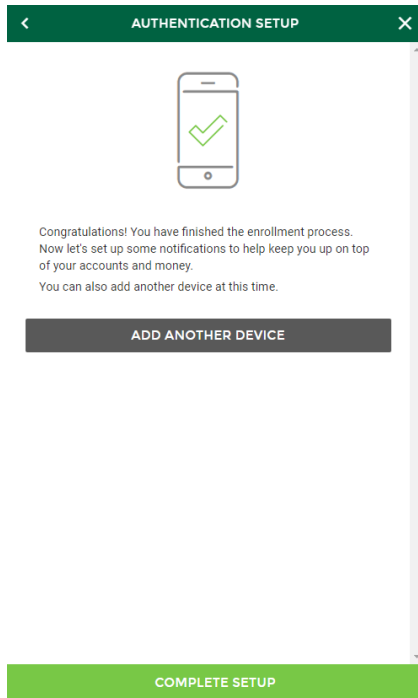 AUTHENTICATION SETUP
Congratulations! You have finished the enrollment process.
Now let's set up some notifications to help keep you up on top
of your accounts and money.
You can also add another device at this time.
ADD ANOTHER DEVICE
COMPLETE SETUP